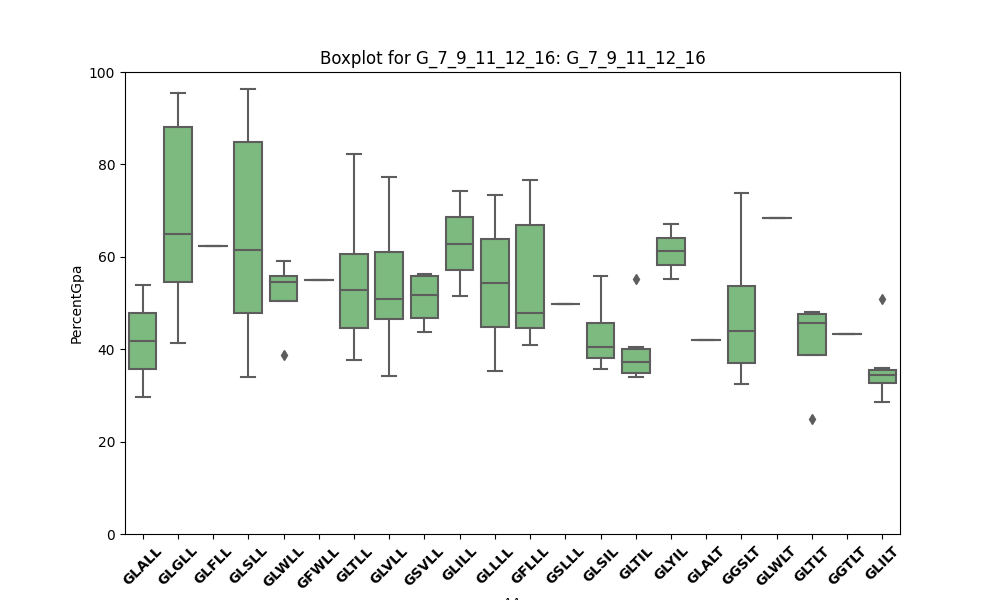 Boxplot for G_7_9_11_12_16: G_7_9_11_12_16
PercentGpa
100
80
60
40
20
0
GLALL GLGLL GLFLL GLSLL GLWLL GFWLL GLTLL GLVLL GSVLL GLILL GLLLL GFLLL GSLLL GLSIL GLTIL GLYIL GLALT GGSLT GLWLT GLTLT GGTLT GLILT